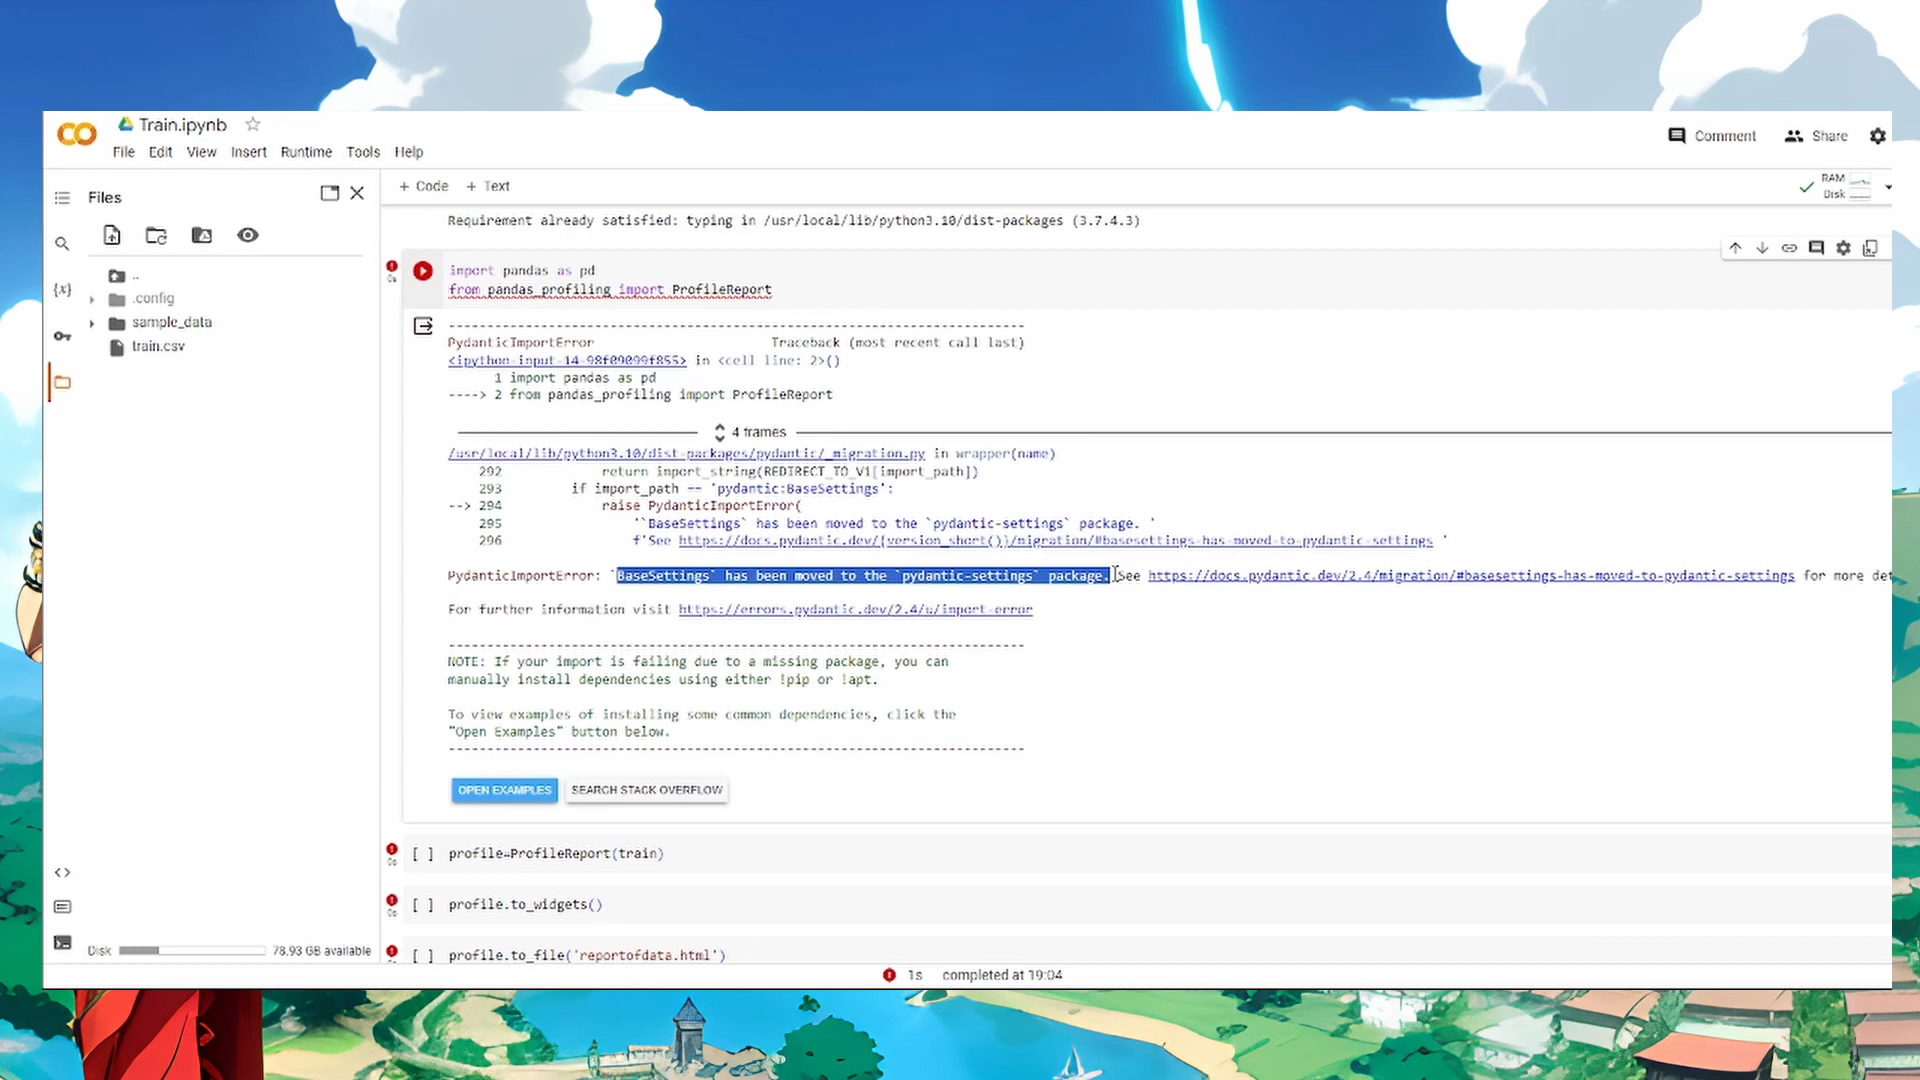 Train.ipynb
File Edit View Insert Runtime Tools Help
Comment Share
Files
+ Code + Text
RAM
Disk
..
.config
sample_data
train.csv
Requirement already satisfied: typing in /usr/local/lib/python3.10/dist-packages (3.7.4.3)
import pandas as pd
from pandas_profiling import ProfileReport
---------------------------------------------------------------------------
PydanticImportError Traceback (most recent call last)
<ipython-input-14-98f09099f855> in <cell line: 2>()
1 import pandas as pd
----> 2 from pandas_profiling import ProfileReport
4 frames
/usr/local/lib/python3.10/dist-packages/pydantic/_migration.py in wrapper(name)
292 return import_string(REDIRECT_TO_V1[import_path])
293 if import_path == 'pydantic:BaseSettings':
--> 294 raise PydanticImportError(
295 '`BaseSettings` has been moved to the `pydantic-settings` package. '
296 f'See https://docs.pydantic.dev/{version_short()}/migration/#basesettings-has-moved-to-pydantic-settings '
PydanticImportError: `BaseSettings` has been moved to the `pydantic-settings` package. See https://docs.pydantic.dev/2.4/migration/#basesettings-has-moved-to-pydantic-settings for more det
For further information visit https://errors.pydantic.dev/2.4/u/import-error
---------------------------------------------------------------------------
NOTE: If your import is failing due to a missing package, you can
manually install dependencies using either !pip or !apt.
To view examples of installing some common dependencies, click the
"Open Examples" button below.
---------------------------------------------------------------------------
OPEN EXAMPLES SEARCH STACK OVERFLOW
[ ] profile=ProfileReport(train)
0s
[ ] profile.to_widgets()
0s
[ ] profile.to_file('reportofdata.html')
Disk 78.93 GB available
1s completed at 19:04